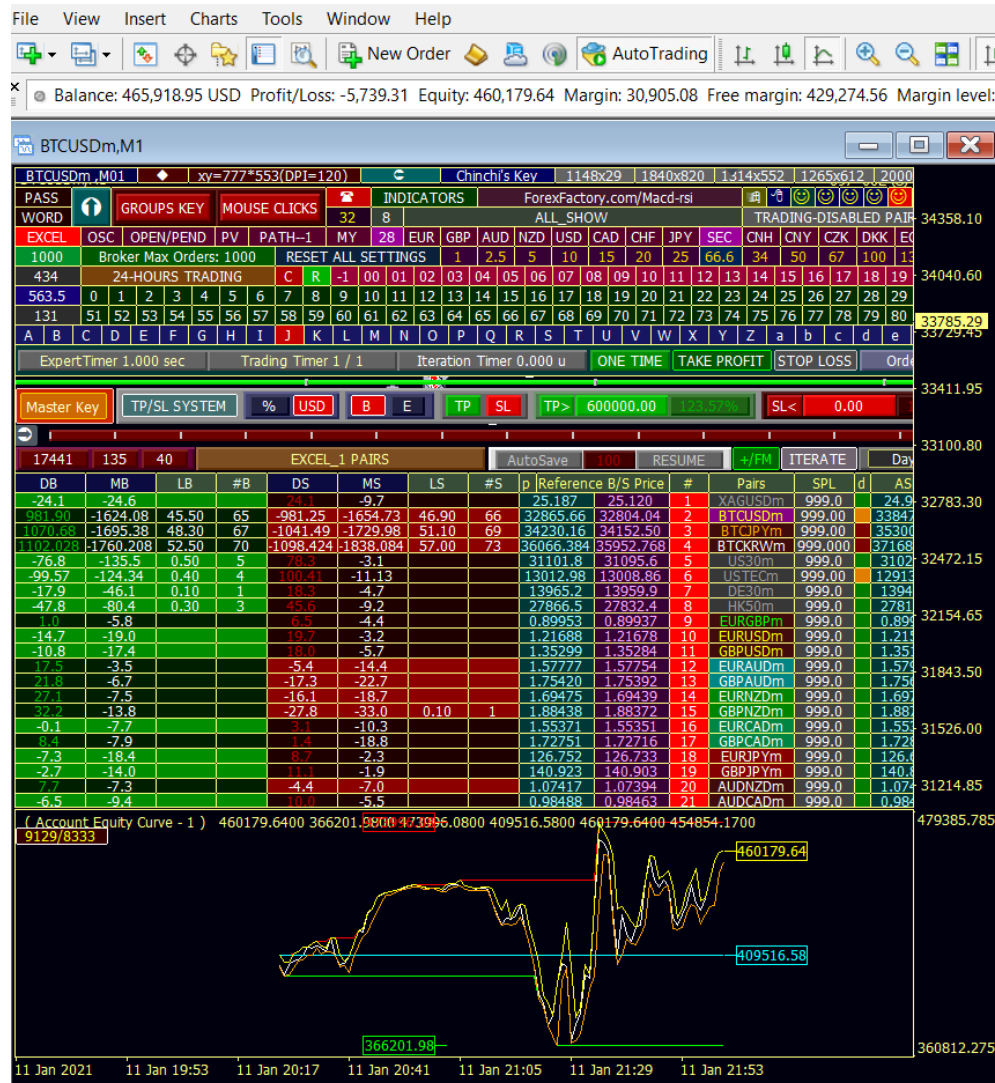 File View Insert Charts Tools Window Help
New Order AutoTrading
Balance: 465,918.95 USD Profit/Loss: -5,739.31 Equity: 460,179.64 Margin: 30,905.08 Free margin: 429,274.56 Margin level:
BTCUSDm,M1
BTCUSDm ,M01 xy=777*553(DPI=120) C Chinchi's Key 1148x29 1840x820 1314x552 1265x612 2000
PASS WORD GROUPS KEY MOUSE CLICKS 32 INDICATORS 8 ForexFactory.com/Macd-rsi ALL_SHOW TRADING-DISABLED PAIR 34358.10
EXCEL OSC OPEN/PEND PV PATH--1 MY 28 EUR GBP AUD NZD USD CAD CHF JPY SEC CNH CNY CZK DKK
1000 Broker Max Orders: 1000 RESET ALL SETTINGS 1 2.5 5 10 15 20 25 66.6 34 50 67 100
434 24-HOURS TRADING C R -1 00 01 02 03 04 05 06 07 08 09 10 11 12 13 14 15 16 17 18 19 34040.60
563.5 0 1 2 3 4 5 6 7 8 9 10 11 12 13 14 15 16 17 18 19 20 21 22 23 24 25 26 27 28 29
131 51 52 53 54 55 56 57 58 59 60 61 62 63 64 65 66 67 68 69 70 71 72 73 74 75 76 77 78 79 80 33785.29
A B C D E F G H I J K L M N O P Q R S T U V W X Y Z a b c d e 33729.45
ExpertTimer 1.000 sec Trading Timer 1 / 1 Iteration Timer 0.000 u ONE TIME TAKE PROFIT STOP LOSS Orde
33411.95
Master Key TP/SL SYSTEM % USD B E TP SL TP> 600000.00 123.57% SL< 0.00
33100.80
17441 135 40 EXCEL_1 PAIRS AutoSave 100 RESUME +/FM ITERATE Day
DB MB LB #B DS MS LS #S p Reference B/S Price # Pairs SPL d AS
-24.1 -24.6 24.1 -9.7 25.187 25.120 1 XAGUSDm 999.0 24.9 32783.30
981.90 -1624.08 45.50 65 -981.25 -1654.73 46.90 66 32865.66 32804.04 2 BTCUSDm 999.00 33847
1070.68 -1695.38 48.30 67 -1041.49 -1729.98 51.10 69 34230.16 34152.50 3 BTCJPYm 999.00 35300
1102.028 -1760.208 52.50 70 -1098.424 -1838.084 57.00 73 36066.384 35952.768 4 BTCKRWm 999.000 37168
-76.8 -135.5 0.50 5 78.3 -3.1 31101.8 31095.6 5 US30m 999.0 3102 32472.15
-99.57 -124.34 0.40 4 100.41 -11.13 13012.98 13008.86 6 USTECm 999.00 12913
-17.9 -46.1 0.10 1 18.3 -4.7 13965.2 13959.9 7 DE30m 999.0 1394
-47.8 -80.4 0.30 3 45.6 -9.2 27866.5 27832.4 8 HK50m 999.0 2781
1.0 -5.8 6.5 -4.4 0.89953 0.89937 9 EURGBPm 999.0 0.899 32154.65
-14.7 -19.0 19.7 -3.2 1.21688 1.21678 10 EURUSDm 999.0 1.215
-10.8 -17.4 18.0 -5.7 1.35299 1.35284 11 GBPUSDm 999.0 1.35
17.5 -3.5 -5.4 -14.4 1.57777 1.57754 12 EURAUDm 999.0 1.579 31843.50
21.8 -6.7 -17.3 -22.7 1.75420 1.75392 13 GBPAUDm 999.0 1.756
27.1 -7.5 -16.1 -18.7 1.69475 1.69439 14 EURNZDm 999.0 1.69
32.2 -13.8 -27.8 -33.0 0.10 1 1.88438 1.88372 15 GBPNZDm 999.0 1.88
-0.1 -7.7 3.1 -10.3 1.55371 1.55351 16 EURCADm 999.0 1.55 31526.00
8.4 -7.9 1.4 -18.8 1.72751 1.72716 17 GBPCADm 999.0 1.72
-7.3 -18.4 8.7 -2.3 126.752 126.733 18 EURJPYm 999.0 126.
-2.7 -14.0 11.1 -1.9 140.923 140.903 19 GBPJPYm 999.0 140.
7.7 -7.3 -4.4 -7.0 1.07417 1.07394 20 AUDNZDm 999.0 1.07 31214.85
-6.5 -9.4 10.0 -5.5 0.98488 0.98463 21 AUDCADm 999.0 0.98
( Account Equity Curve - 1 ) 460179.6400 366201.9800 473996.0800 409516.5800 460179.6400 454854.1700 479385.785
9129/8333
460179.64
409516.58
366201.98
360812.275
11 Jan 2021 11 Jan 19:53 11 Jan 20:17 11 Jan 20:41 11 Jan 21:05 11 Jan 21:29 11 Jan 21:53